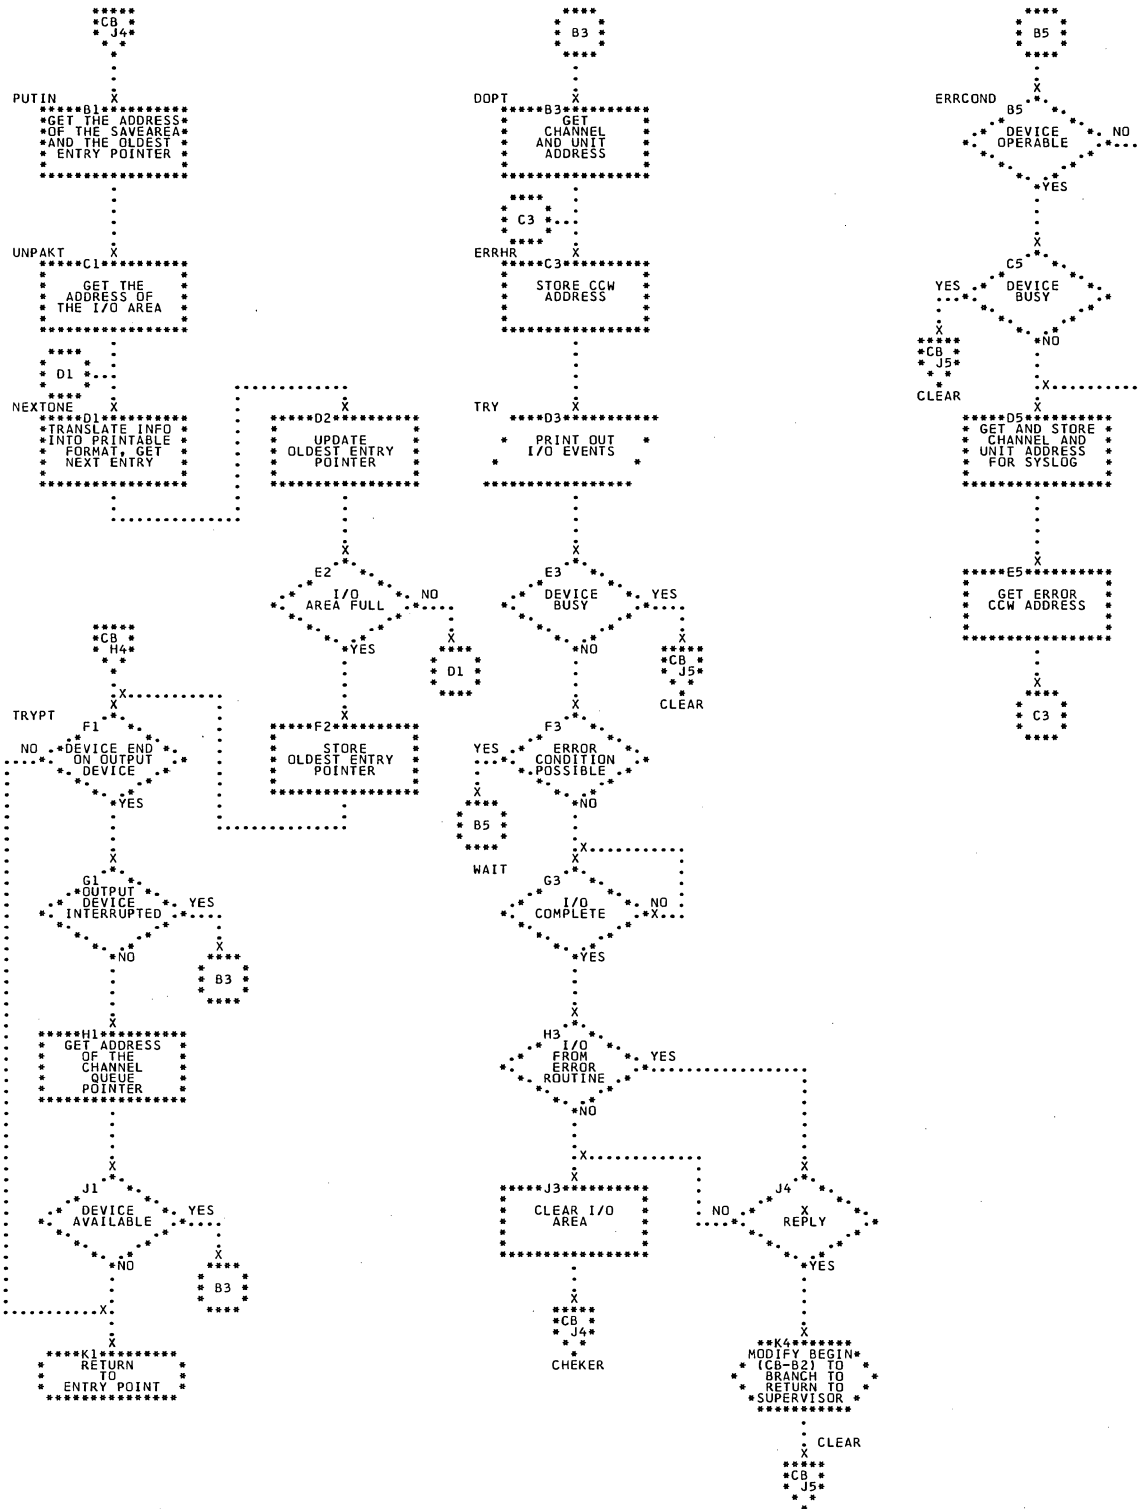 CB
J4
PUTIN
B1
GET THE ADDRESS
OF THE SAVEAREA
AND THE OLDEST
ENTRY POINTER
UNPAKT
C1
GET THE
ADDRESS OF
THE I/O AREA
D1
NEXTONE
D1
TRANSLATE INFO
INTO PRINTABLE
FORMAT, GET
NEXT ENTRY
D2
UPDATE
OLDEST ENTRY
POINTER
E2
I/O
AREA FULL
NO
YES
D1
F2
STORE
OLDEST ENTRY
POINTER
CB
H4
TRYPT
F1
DEVICE END
ON OUTPUT
DEVICE
NO
YES
G1
OUTPUT
DEVICE
INTERRUPTED
YES
NO
B3
H1
GET ADDRESS
OF THE
CHANNEL
QUEUE
POINTER
J1
DEVICE
AVAILABLE
YES
NO
B3
K1
RETURN
TO
ENTRY POINT
B3
DOPT
B3
GET
CHANNEL
AND UNIT
ADDRESS
C3
ERRHR
C3
STORE CCW
ADDRESS
TRY
D3
PRINT OUT
I/O EVENTS
E3
DEVICE
BUSY
YES
NO
CB
J5
CLEAR
F3
ERROR
CONDITION
POSSIBLE
YES
NO
B5
WAIT
G3
I/O
COMPLETE
NO
YES
H3
I/O
FROM
ERROR
ROUTINE
YES
NO
J3
CLEAR I/O
AREA
CB
J4
CHEKER
J4
X
REPLY
NO
YES
K4
MODIFY BEGIN
(CB-B2) TO
BRANCH TO
RETURN TO
SUPERVISOR
CLEAR
CB
J5
B5
ERRCOND
B5
DEVICE
OPERABLE
NO
YES
C5
DEVICE
BUSY
YES
NO
CB
J5
CLEAR
D5
GET AND STORE
CHANNEL AND
UNIT ADDRESS
FOR SYSLOG
E5
GET ERROR
CCW ADDRESS
C3